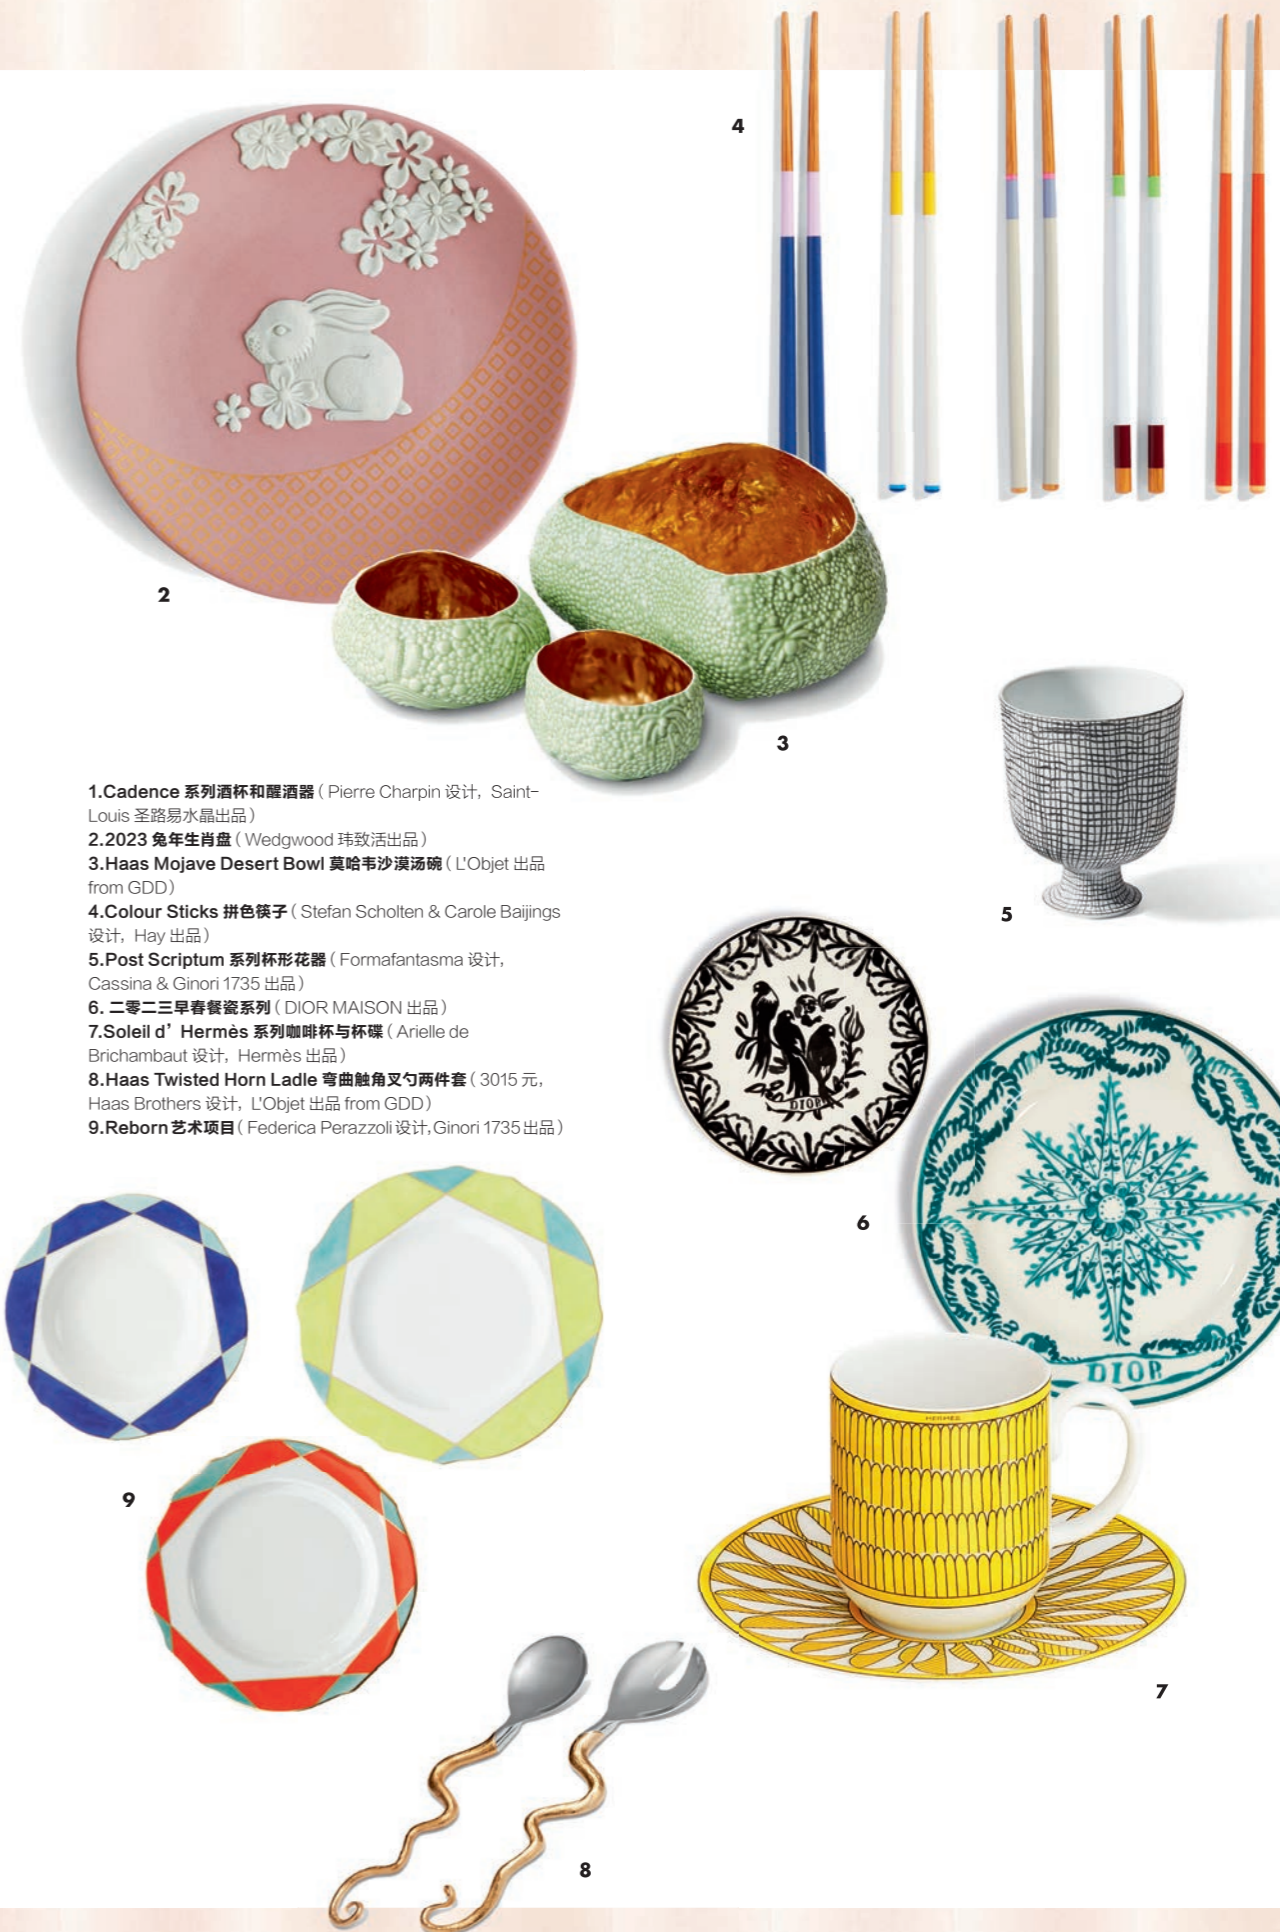 4
2
3
1.Cadence 系列酒杯和醒酒器（Pierre Charpin 设计，Saint-
Louis 圣路易水晶出品）
2.2023 兔年生肖盘（Wedgwood 玮致活出品）
3.Haas Mojave Desert Bowl 莫哈韦沙漠汤碗（L'Objet 出品
from GDD）
4.Colour Sticks 拼色筷子（Stefan Scholten & Carole Baijings
设计，Hay 出品）
5.Post Scriptum 系列杯形花器（Formafantasma 设计，
Cassina & Ginori 1735 出品）
6. 二零二三早春餐瓷系列（DIOR MAISON 出品）
7.Soleil d’Hermès 系列咖啡杯与杯碟（Arielle de
Brichambaut 设计，Hermès 出品）
8.Haas Twisted Horn Ladle 弯曲触角叉勺两件套（3015 元，
Haas Brothers 设计，L'Objet 出品 from GDD）
9.Reborn 艺术项目（Federica Perazzoli 设计,Ginori 1735 出品）
5
DIOR
6
DIOR
HERMES
9
7
8